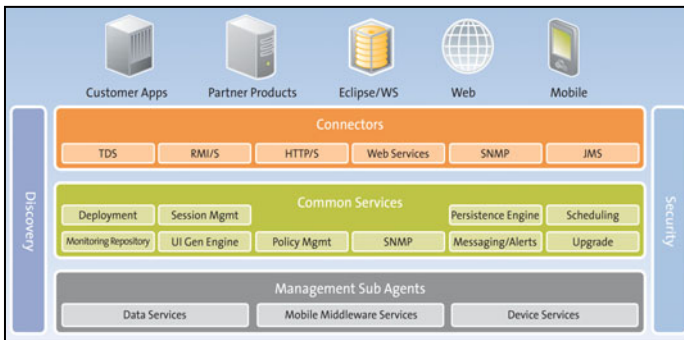 Customer Apps Partner Products Eclipse/WS Web Mobile
Discovery
Connectors
TDS RMI/S HTTP/S Web Services SNMP JMS
Common Services
Deployment Session Mgmt Persistence Engine Scheduling
Monitoring Repository UI Gen Engine Policy Mgmt SNMP Messaging/Alerts Upgrade
Management Sub Agents
Data Services Mobile Middleware Services Device Services
Security